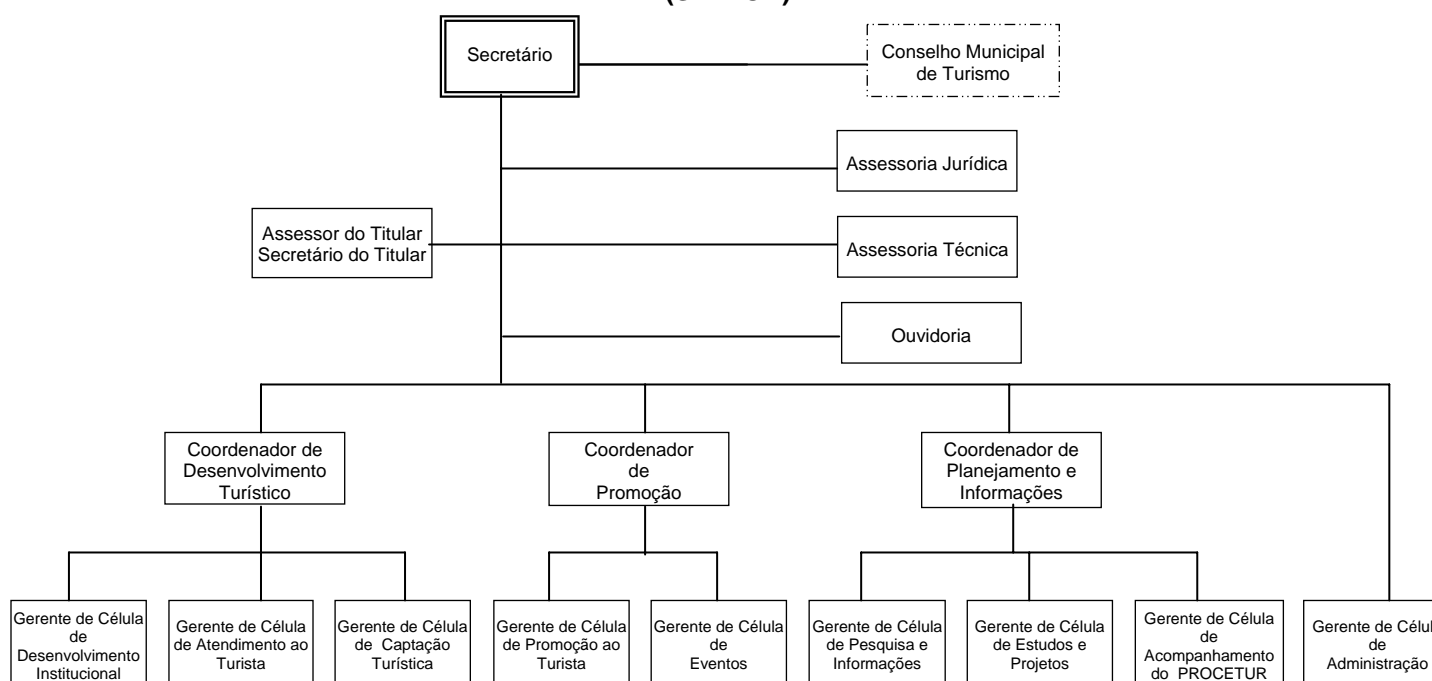 Secretário
Conselho Municipal
de Turismo
Assessoria Jurídica
Assessor do Titular
Secretário do Titular
Assessoria Técnica
Ouvidoria
Coordenador de
Desenvolvimento
Turístico
Coordenador
de
Promoção
Coordenador de
Planejamento e
Informações
Gerente de Célula
de
Desenvolvimento
Institucional
Gerente de Célula
de Atendimento ao
Turista
Gerente de Célula
de Captação
Turística
Gerente de Célula
de Promoção ao
Turista
Gerente de Célula
de
Eventos
Gerente de Célula
de Pesquisa e
Informações
Gerente de Célula
de Estudos e
Projetos
Gerente de Célula
de
Acompanhamento
do PROCETUR
Gerente de
de
Administração